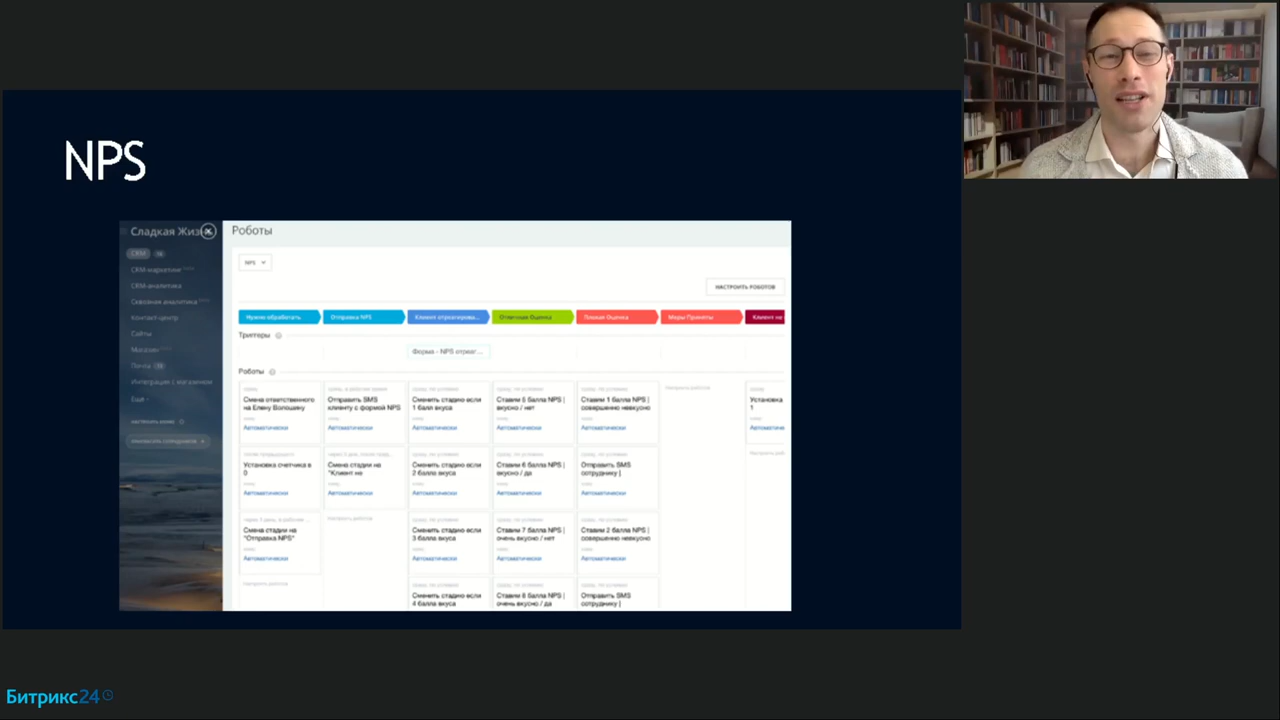 NPS
Сладкая Жизнь
CRM
CRM-маркетинг
CRM-аналитика
Сквозная аналитика
Контакт-центр
Сайты
Магазин
Почта
Интеграция с магазином
Ещё
Роботы
NPS
НАСТРОИТЬ РОБОТОВ
Нужно обработать
Отправка NPS
Клиент отреагирова...
Отличная Оценка
Плохая Оценка
Меры Приняты
Клиент не
Триггеры
Форма - NPS отреаг...
Роботы
Смена ответственного
на Елену Волошину
Автоматически
Отправить SMS
клиенту с формой NPS
Автоматически
Сменить стадию если
1 балл вкуса
Автоматически
Ставим 5 балла NPS |
вкусно / нет
Автоматически
Ставим 1 балла NPS |
совершенно невкусно
Автоматически
Установка
1
Автоматиче
Установка счетчика в
0
Автоматически
Смена стадии на
"Клиент не
Автоматически
Сменить стадию если
2 балла вкуса
Автоматически
Ставим 6 балла NPS |
вкусно / да
Автоматически
Отправить SMS
сотруднику |
Автоматически
Смена стадии на
"Отправка NPS"
Автоматически
Сменить стадию если
3 балла вкуса
Автоматически
Ставим 7 балла NPS |
очень вкусно / нет
Автоматически
Ставим 2 балла NPS |
совершенно невкусно
Автоматически
Сменить стадию если
4 балла вкуса
Ставим 8 балла NPS |
очень вкусно / да
Отправить SMS
сотруднику |
Битрикс24